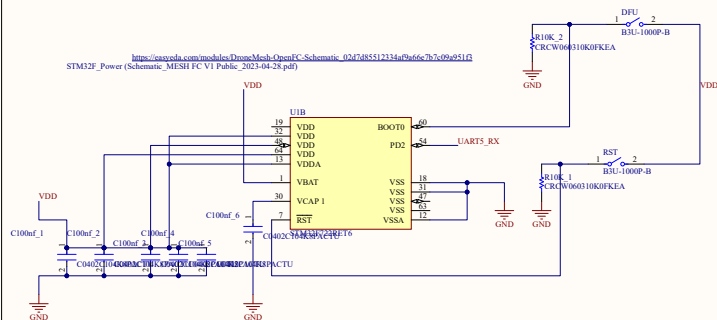 DFU
1
2
B3U-1000P-B
R10K_2
CRCW060310K0FKEA
GND
https://easyeda.com/modules/DroneMesh-OpenFC-Schematic_02d7d85512334af9a66e7b7c09a951f3
STM32F_Power (Schematic_MESH FC V1 Public_2023-04-28.pdf)
VDD
VDD
U1B
19 VDD
32 VDD
48 VDD
64 VDD
13 VDDA
1 VBAT
30 VCAP 1
7 RST
BOOT0 60
PD2 54
UART5_RX
VSS 18
VSS 31
VSS 47
VSS 63
VSSA 12
STM32F722RET6
GND
RST
1
2
B3U-1000P-B
R10K_1
CRCW060310K0FKEA
GND
VDD
C100nf_1
C100nf_2
C100nf_3
C100nf_4
C100nf_5
C100nf_6
1
2
C0402C104K8PACTU
GND
GND